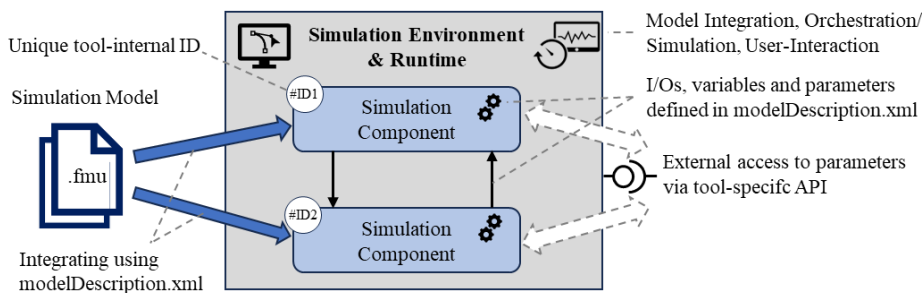 Unique tool-internal ID
Simulation Model
.fmu
Integrating using
modelDescription.xml
Simulation Environment
& Runtime
#ID1
Simulation
Component
#ID2
Simulation
Component
Model Integration, Orchestration/
Simulation, User-Interaction
I/Os, variables and parameters
defined in modelDescription.xml
External access to parameters
via tool-specifc API